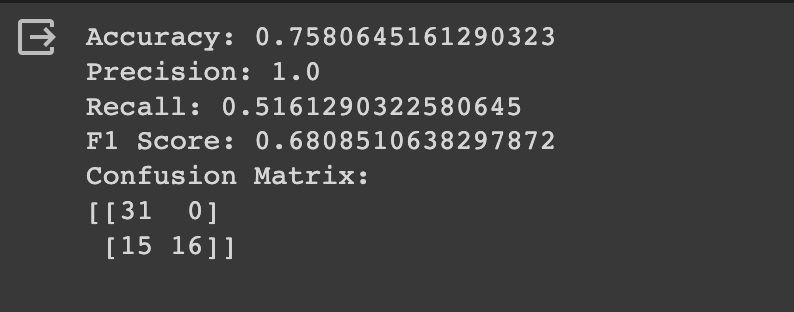 Accuracy: 0.7580645161290323
Precision: 1.0
Recall: 0.5161290322580645
F1 Score: 0.6808510638297872
Confusion Matrix:
[[31  0]
 [15 16]]